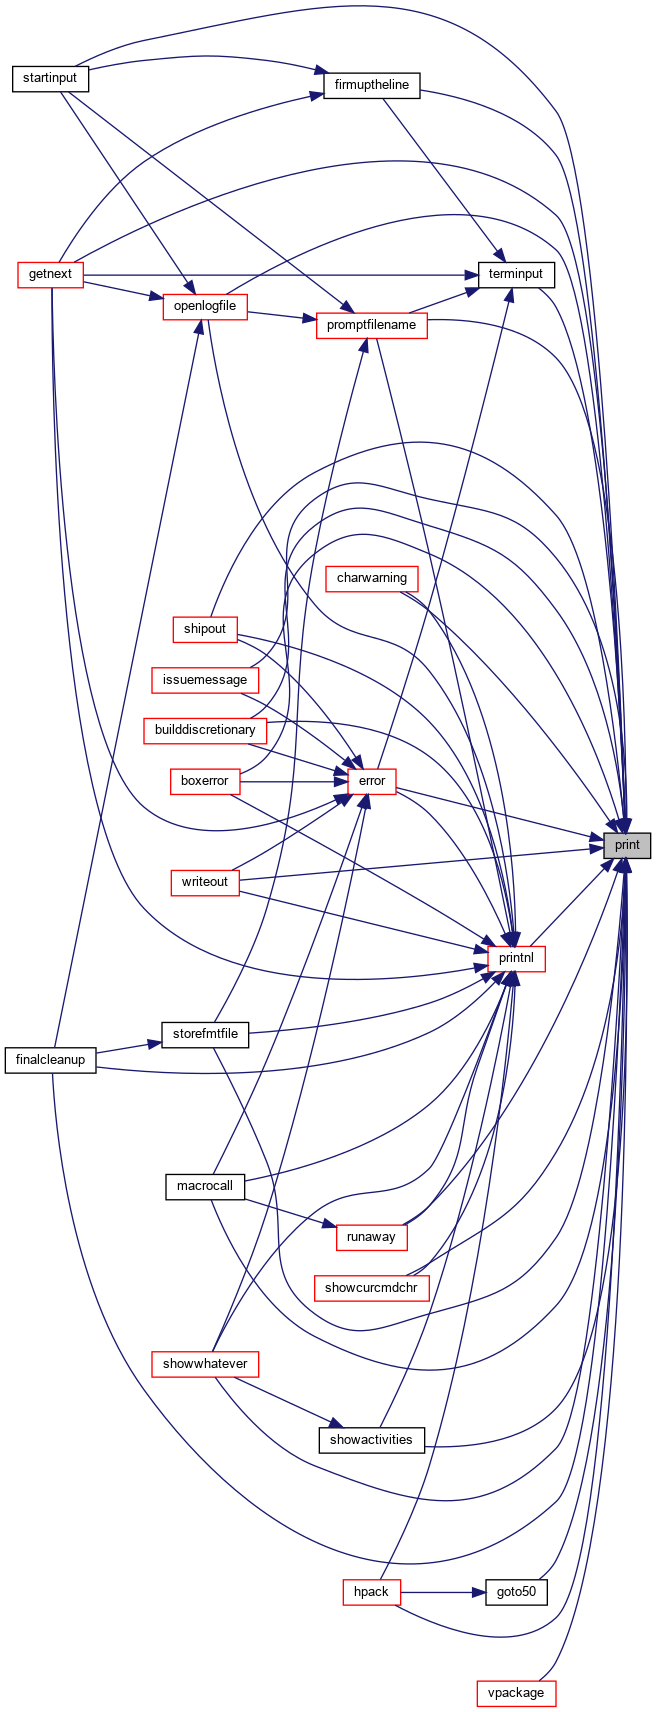 startinput
firmuptheline
getnext
terminput
openlogfile
promptfilename
charwarning
shipout
issuemessage
builddiscretionary
boxerror
error
print
writeout
printnl
storefmtfile
finalcleanup
macrocall
runaway
showcurcmdchr
showwhatever
showactivities
hpack
goto50
vpackage